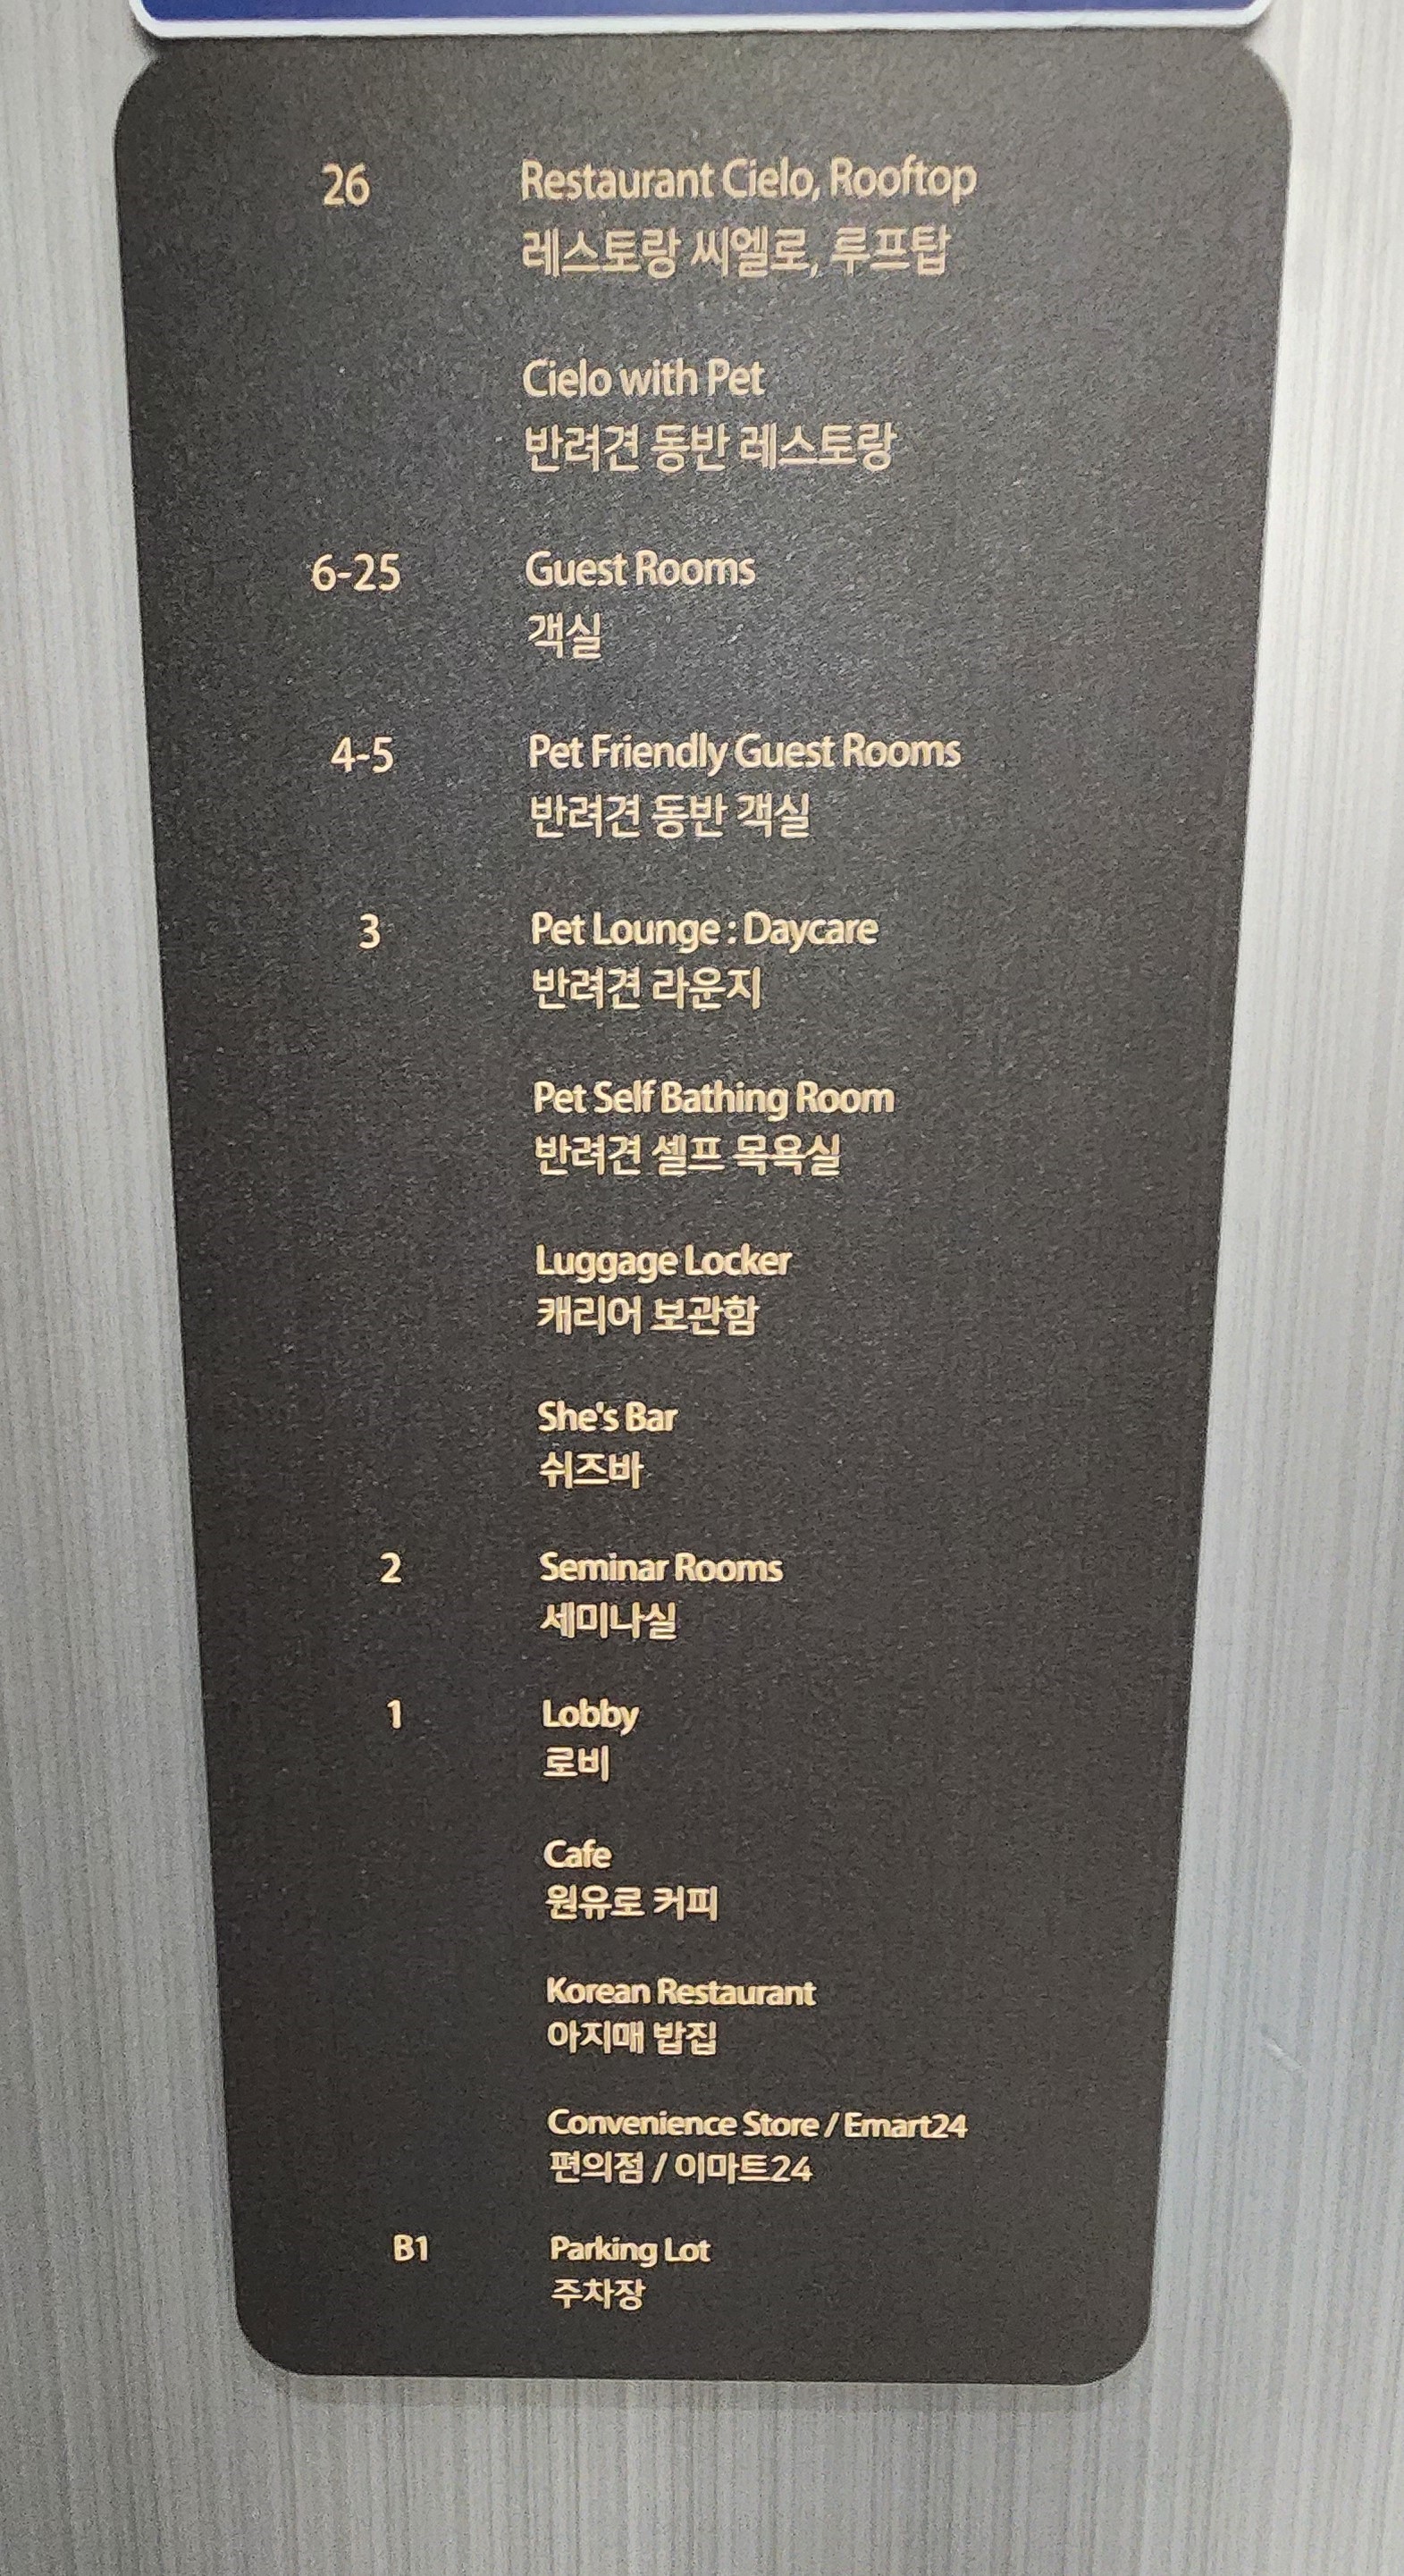 26 Restaurant Cielo, Rooftop
레스토랑 씨엘로, 루프탑
Cielo with Pet
반려견 동반 레스토랑
6-25 Guest Rooms
객실
4-5 Pet Friendly Guest Rooms
반려견 동반 객실
3 Pet Lounge : Daycare
반려견 라운지
Pet Self Bathing Room
반려견 셀프 목욕실
Luggage Locker
캐리어 보관함
She's Bar
쉬즈바
2 Seminar Rooms
세미나실
1 Lobby
로비
Cafe
원유로 커피
Korean Restaurant
아지매 밥집
Convenience Store / Emart24
편의점 / 이마트24
B1 Parking Lot
주차장